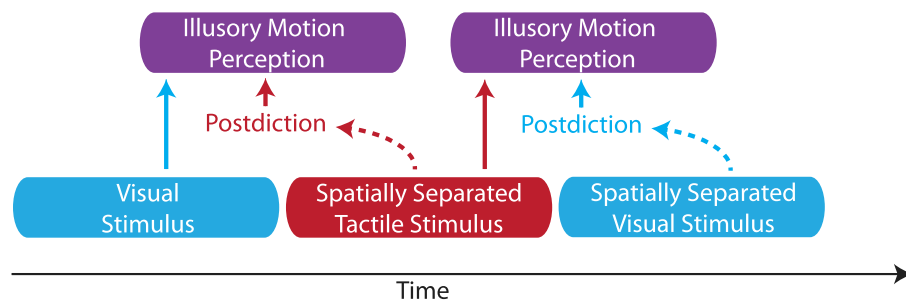 Illusory Motion
Perception
Illusory Motion
Perception
Postdiction
Postdiction
Visual
Stimulus
Spatially Separated
Tactile Stimulus
Spatially Separated
Visual Stimulus
Time